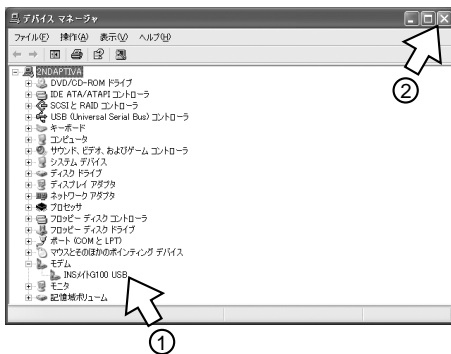 デバイス マネージャ
ファイル(F) 操作(A) 表示(V) ヘルプ(H)
2NDAPTIVA
DVD/CD-ROM ドライブ
IDE ATA/ATAPI コントローラ
SCSI と RAID コントローラ
USB (Universal Serial Bus) コントローラ
キーボード
コンピュータ
サウンド、ビデオ、およびゲーム コントローラ
システム デバイス
ディスク ドライブ
ディスプレイ アダプタ
ネットワーク アダプタ
プロセッサ
フロッピー ディスク コントローラ
フロッピー ディスク ドライブ
ポート (COM と LPT)
マウスとそのほかのポインティング デバイス
モデム
INSメイトG100 USB
モニタ
記憶域ボリューム
②
①